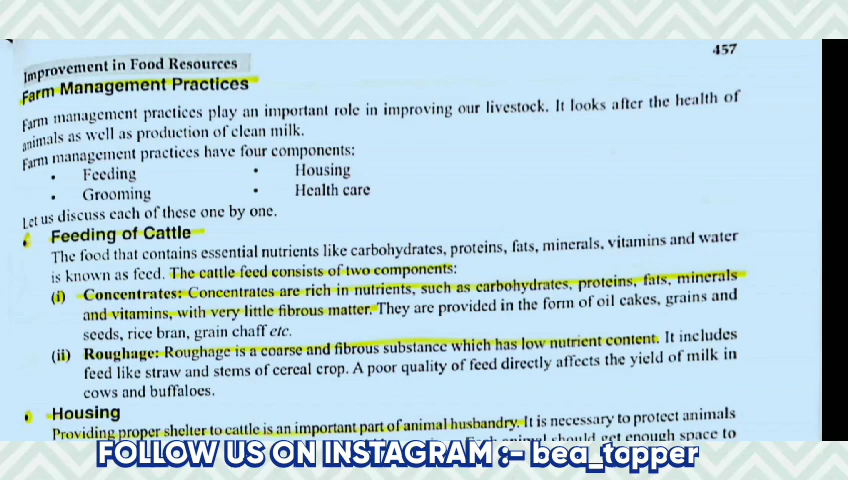 457
Improvement in Food Resources
Farm Management Practices
Farm management practices play an important role in improving our livestock. It looks after the health of
animals as well as production of clean milk.
Farm management practices have four components:
• Feeding • Housing
• Grooming • Health care
Let us discuss each of these one by one.
• Feeding of Cattle
The food that contains essential nutrients like carbohydrates, proteins, fats, minerals, vitamins and water
is known as feed. The cattle feed consists of two components:
(i) Concentrates: Concentrates are rich in nutrients, such as carbohydrates, proteins, fats, minerals
and vitamins, with very little fibrous matter. They are provided in the form of oil cakes, grains and
seeds, rice bran, grain chaff etc.
(ii) Roughage: Roughage is a coarse and fibrous substance which has low nutrient content. It includes
feed like straw and stems of cereal crop. A poor quality of feed directly affects the yield of milk in
cows and buffaloes.
• Housing
Providing proper shelter to cattle is an important part of animal husbandry. It is necessary to protect animals
animal should get enough space to
FOLLOW US ON INSTAGRAM :- bea_topper